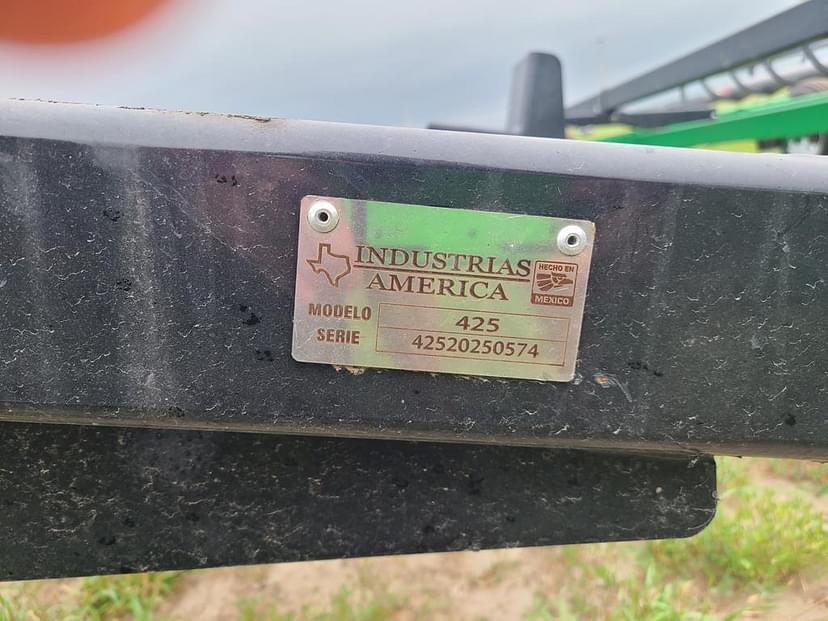 INDUSTRIAS
AMERICA
HECHO EN
MEXICO
MODELO 425
SERIE 42520250574